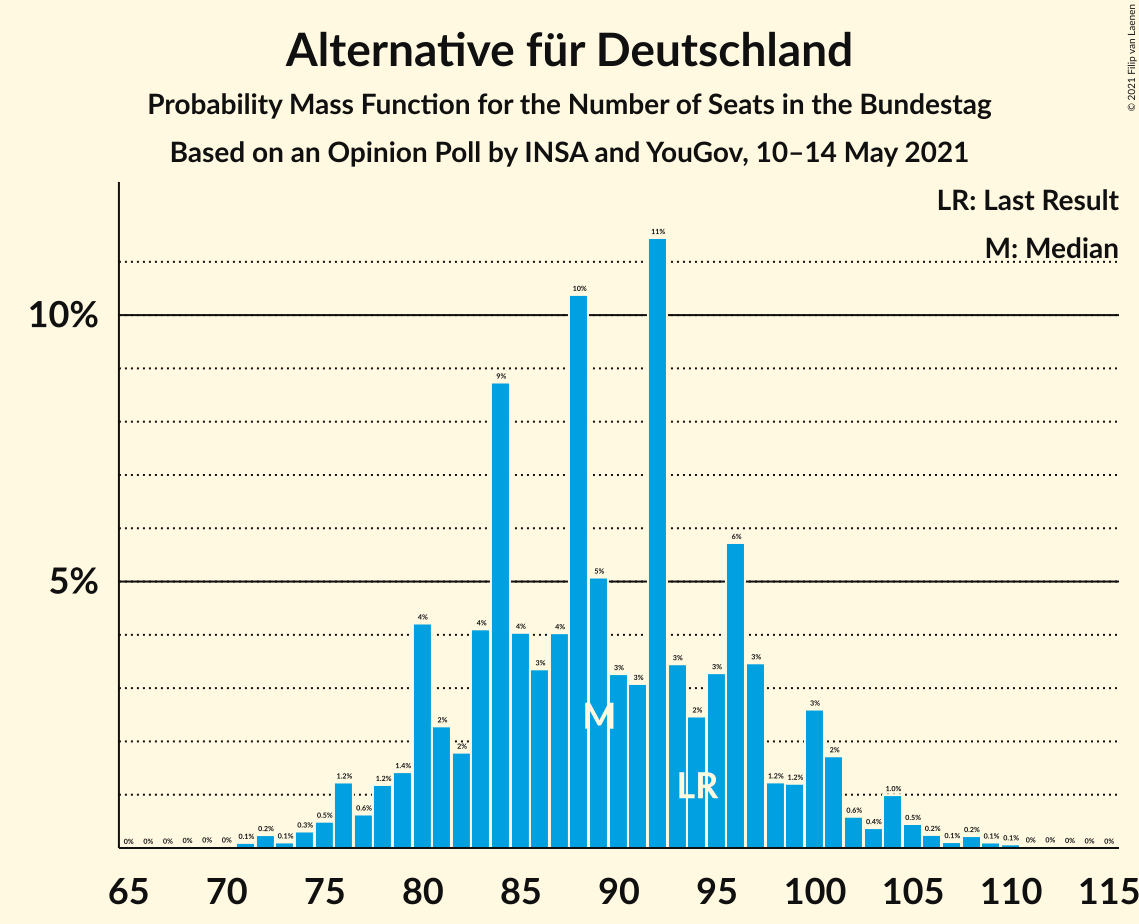 © 2021 Filip van Laenen
Alternative für Deutschland
Probability Mass Function for the Number of Seats in the Bundestag
Based on an Opinion Poll by INSA and YouGov, 10–14 May 2021
LR: Last Result
M: Median
10%
5%
0% 0% 0% 0% 0% 0% 0.1% 0.2% 0.1% 0.3% 0.5% 1.2% 0.6% 1.2% 1.4% 4% 2% 2% 4% 9% 4% 3% 4% 10% 5% 3% 3% 11% 3% 2% 3% 6% 3% 1.2% 1.2% 3% 2% 0.6% 0.4% 1.0% 0.5% 0.2% 0.1% 0.2% 0.1% 0.1% 0% 0% 0% 0% 0%
M
LR
65 70 75 80 85 90 95 100 105 110 115